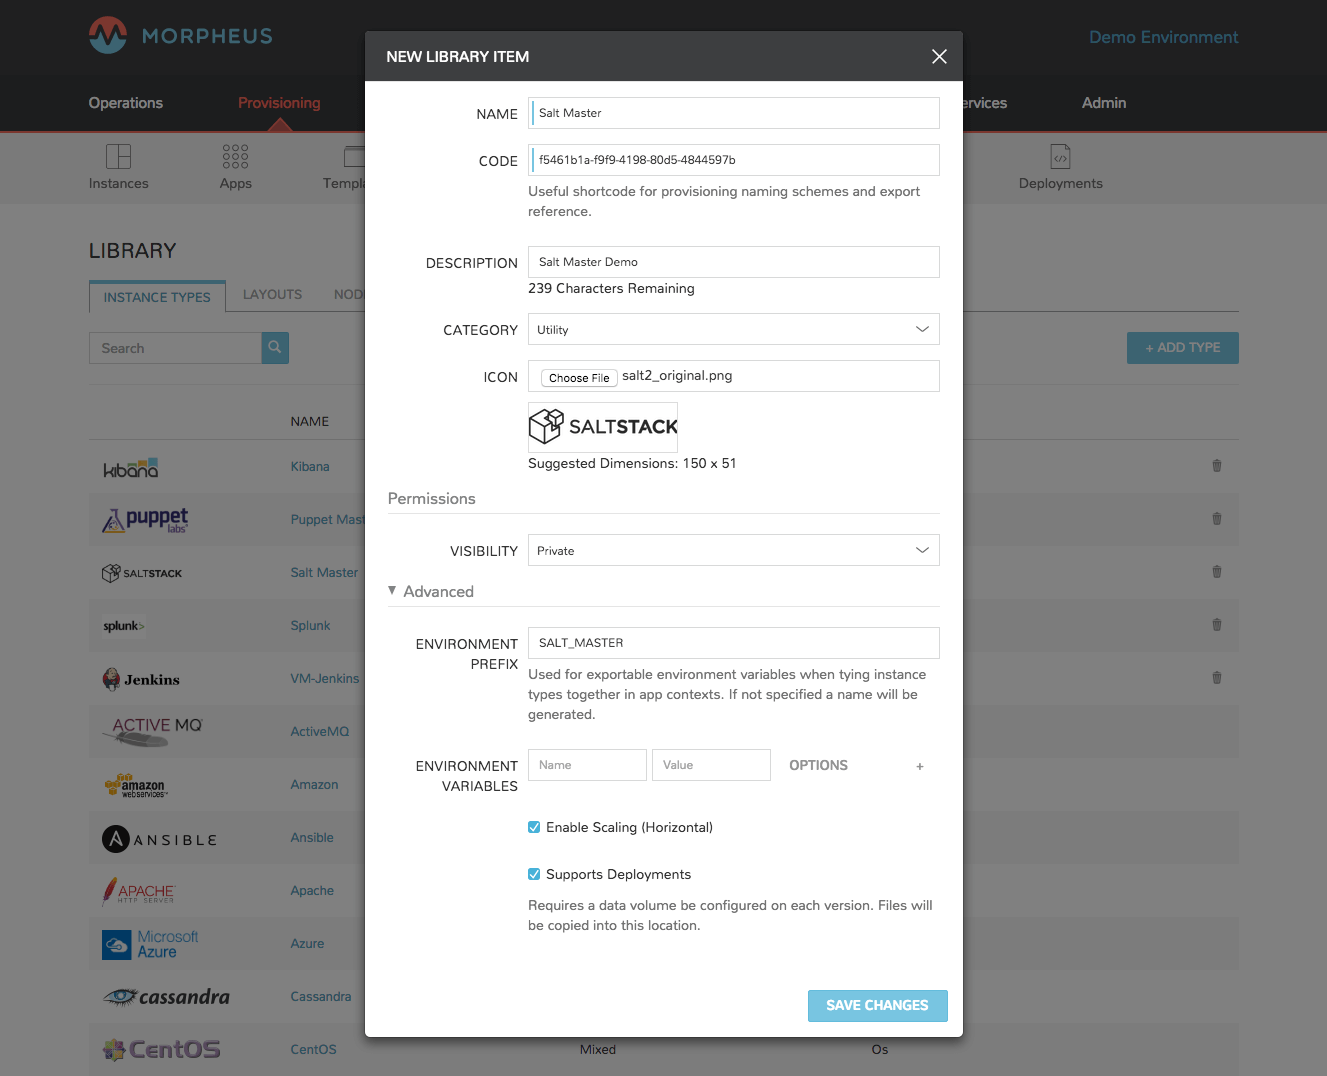 MORPHEUS
Demo Environment
Operations
Provisioning
ervices
Admin
Instances
Apps
Templa
Deployments
LIBRARY
INSTANCE TYPES
LAYOUTS
NOD
Search
+ ADD TYPE
NAME
kibana
Kibana
puppet
labs
Puppet Mast
SALTSTACK
Salt Master
splunk>
Splunk
Jenkins
VM-Jenkins
ACTIVE MQ
ActiveMQ
amazon
webservices
Amazon
ANSIBLE
Ansible
APACHE
HTTP SERVER
Apache
Microsoft
Azure
Azure
cassandra
Cassandra
CentOS
CentOS
Mixed
Os
NEW LIBRARY ITEM
NAME
Salt Master
CODE
f5461b1a-f9f9-4198-80d5-4844597b
Useful shortcode for provisioning naming schemes and export
reference.
DESCRIPTION
Salt Master Demo
239 Characters Remaining
CATEGORY
Utility
ICON
Choose File salt2_original.png
SALTSTACK
Suggested Dimensions: 150 x 51
Permissions
VISIBILITY
Private
Advanced
ENVIRONMENT
PREFIX
SALT_MASTER
Used for exportable environment variables when tying instance
types together in app contexts. If not specified a name will be
generated.
ENVIRONMENT
VARIABLES
Name
Value
OPTIONS
+
Enable Scaling (Horizontal)
Supports Deployments
Requires a data volume be configured on each version. Files will
be copied into this location.
SAVE CHANGES